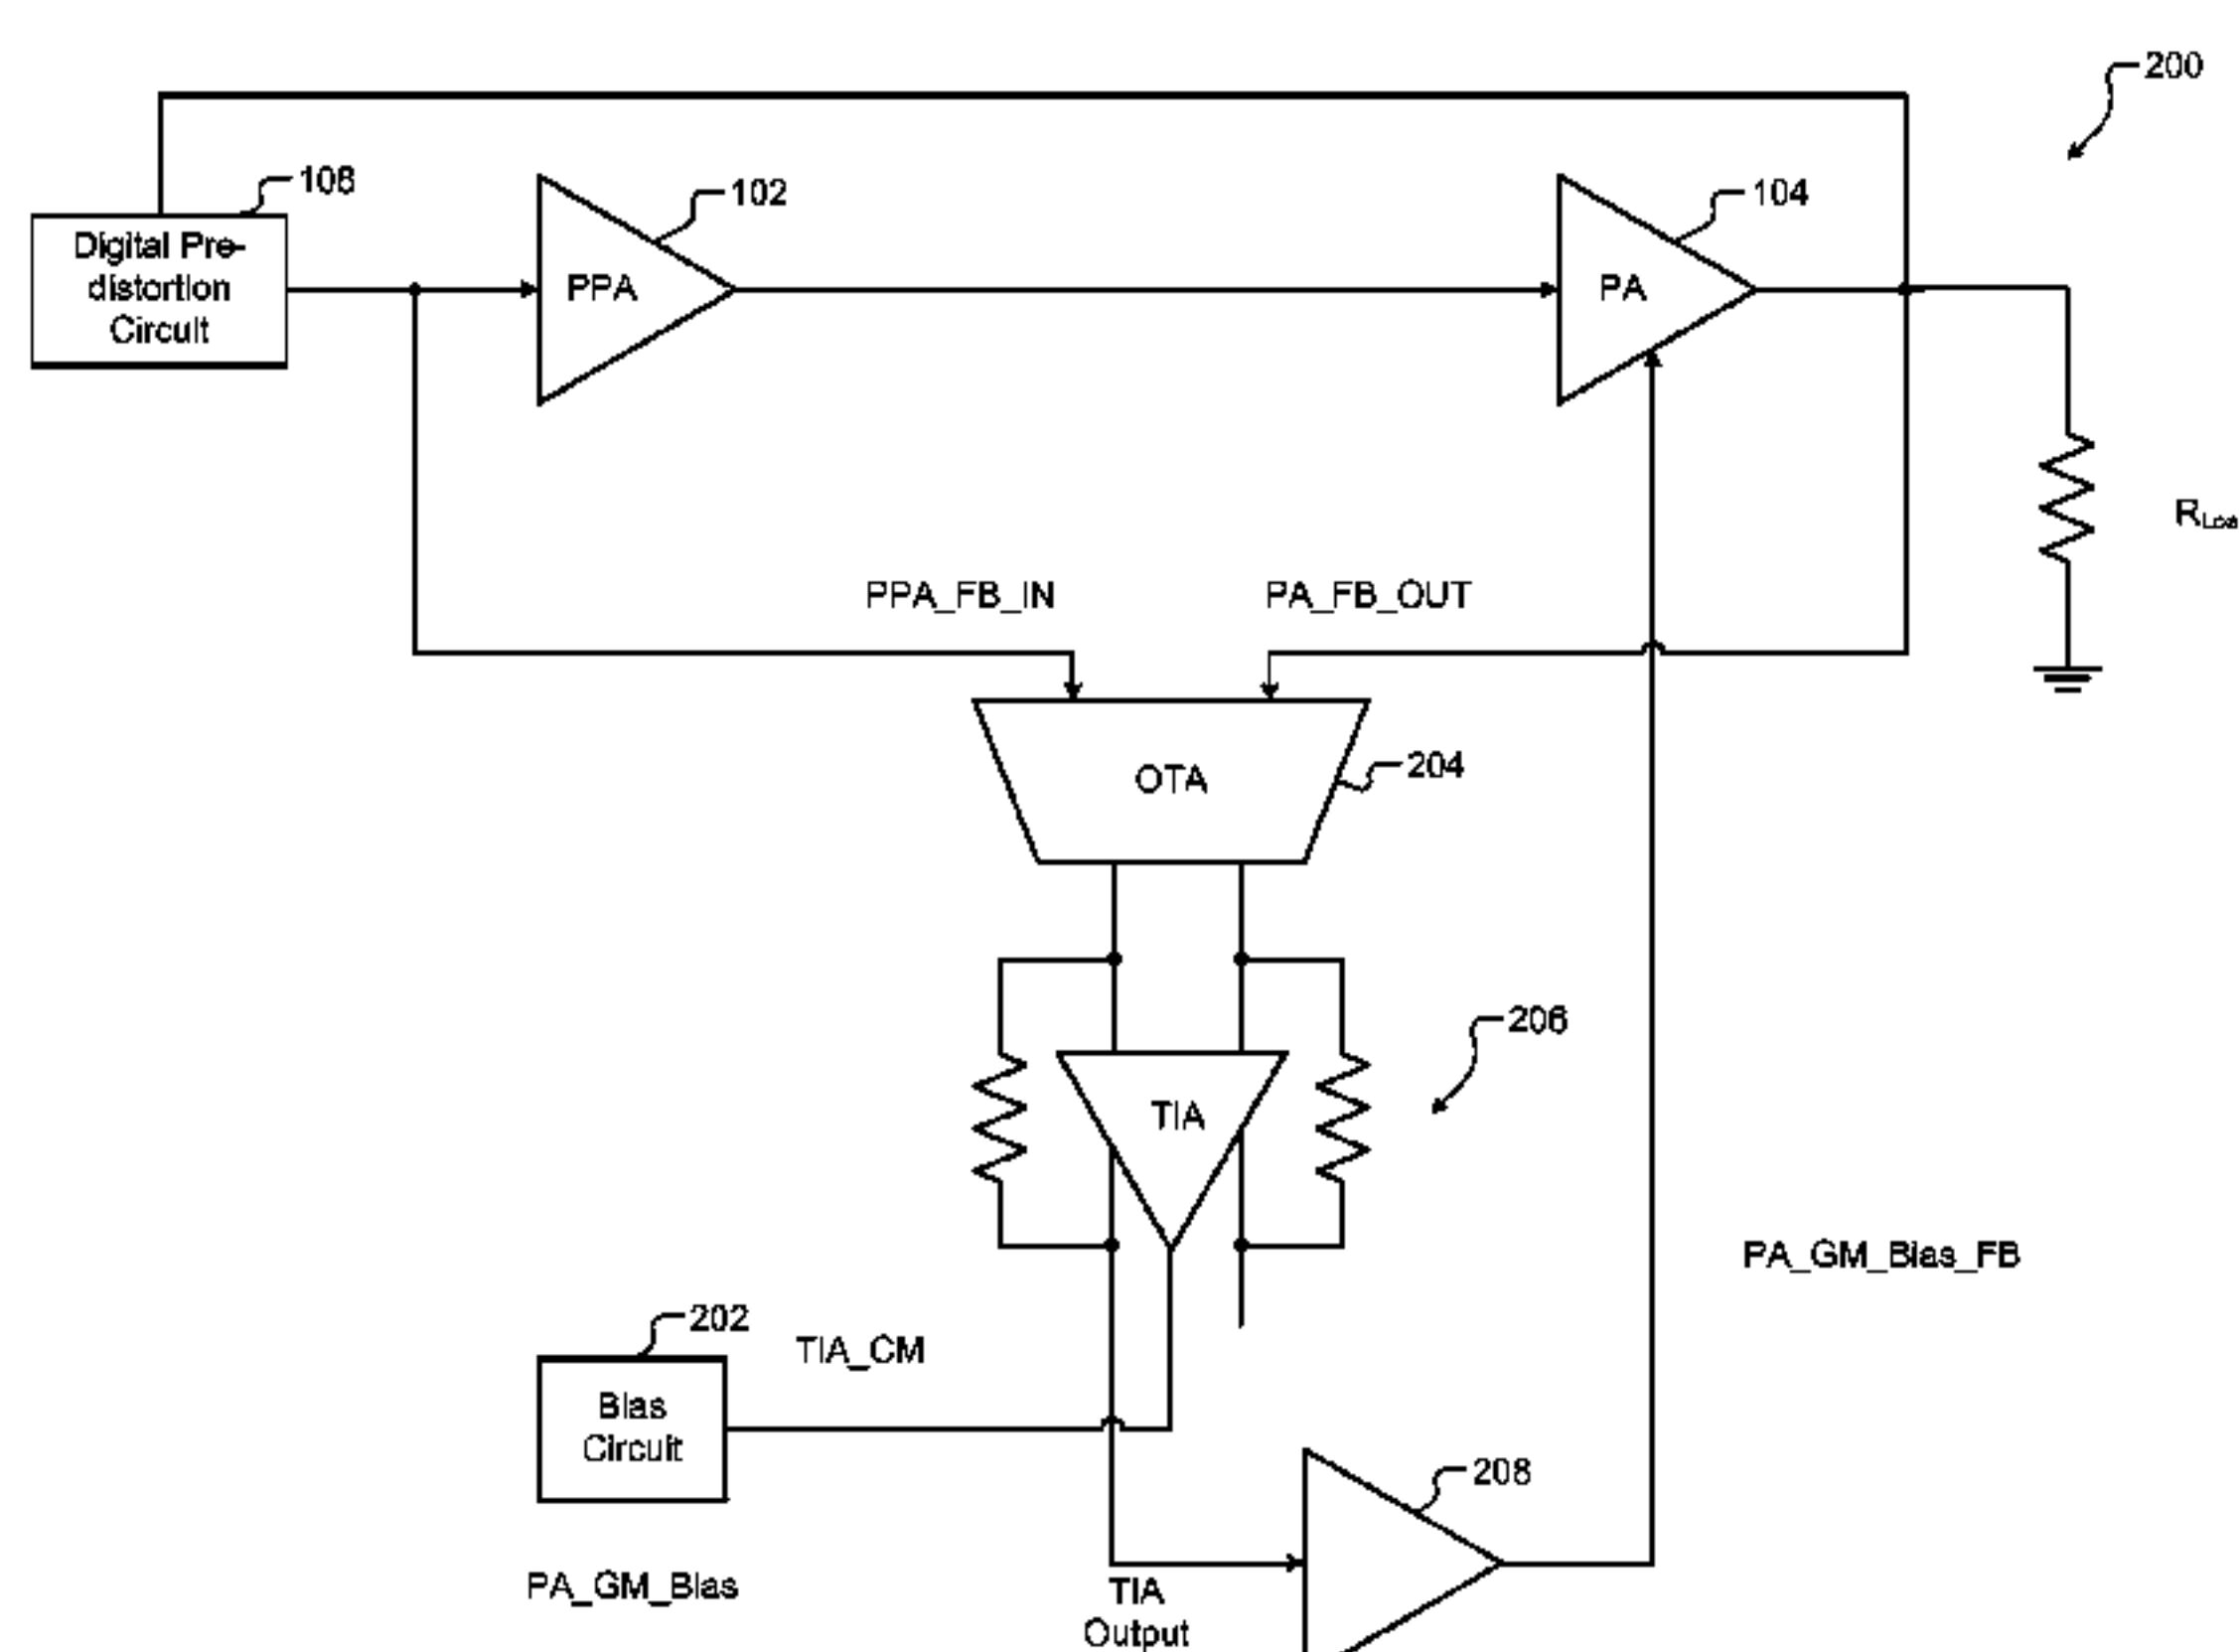 200
108
102
104
Digital Pre-
distortion
Circuit
PPA
PA
PPA_FB_IN
PA_FB_OUT
OTA
204
206
TIA
PA_GM_Bias_FB
202
TIA_CM
Bias
Circuit
208
PA_GM_Bias
TIA
Output